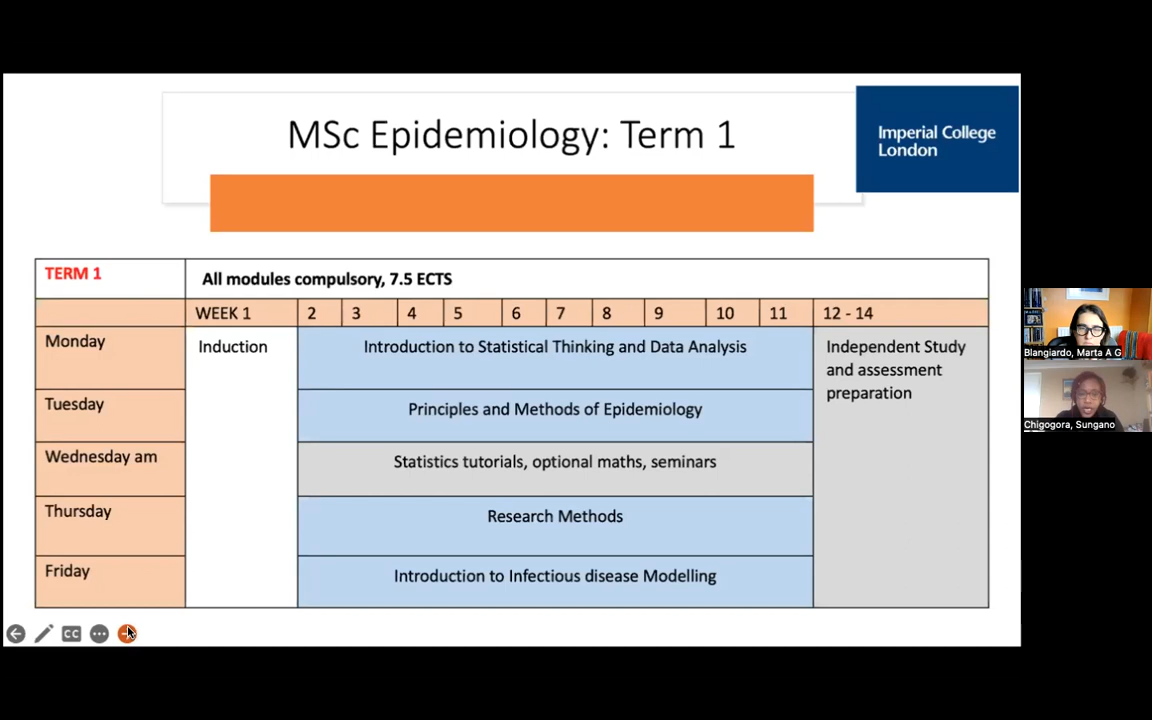 MSc Epidemiology: Term 1
Imperial College
London
TERM 1
All modules compulsory, 7.5 ECTS
WEEK 1 2 3 4 5 6 7 8 9 10 11 12 - 14
Monday
Induction
Introduction to Statistical Thinking and Data Analysis
Independent Study
and assessment
preparation
Tuesday
Principles and Methods of Epidemiology
Wednesday am
Statistics tutorials, optional maths, seminars
Thursday
Research Methods
Friday
Introduction to Infectious disease Modelling
CC
Blangiardo, Marta A G
Chigogora, Sungano